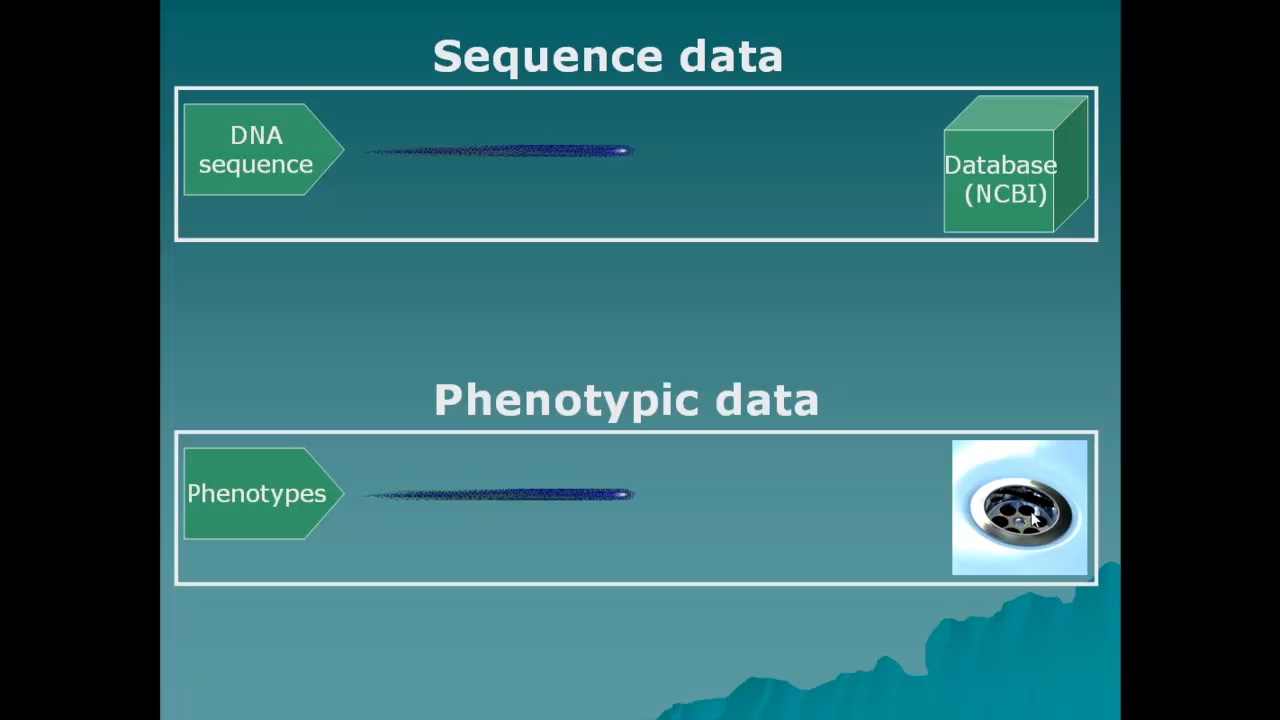 Sequence data
DNA
sequence
Database
(NCBI)
Phenotypic data
Phenotypes